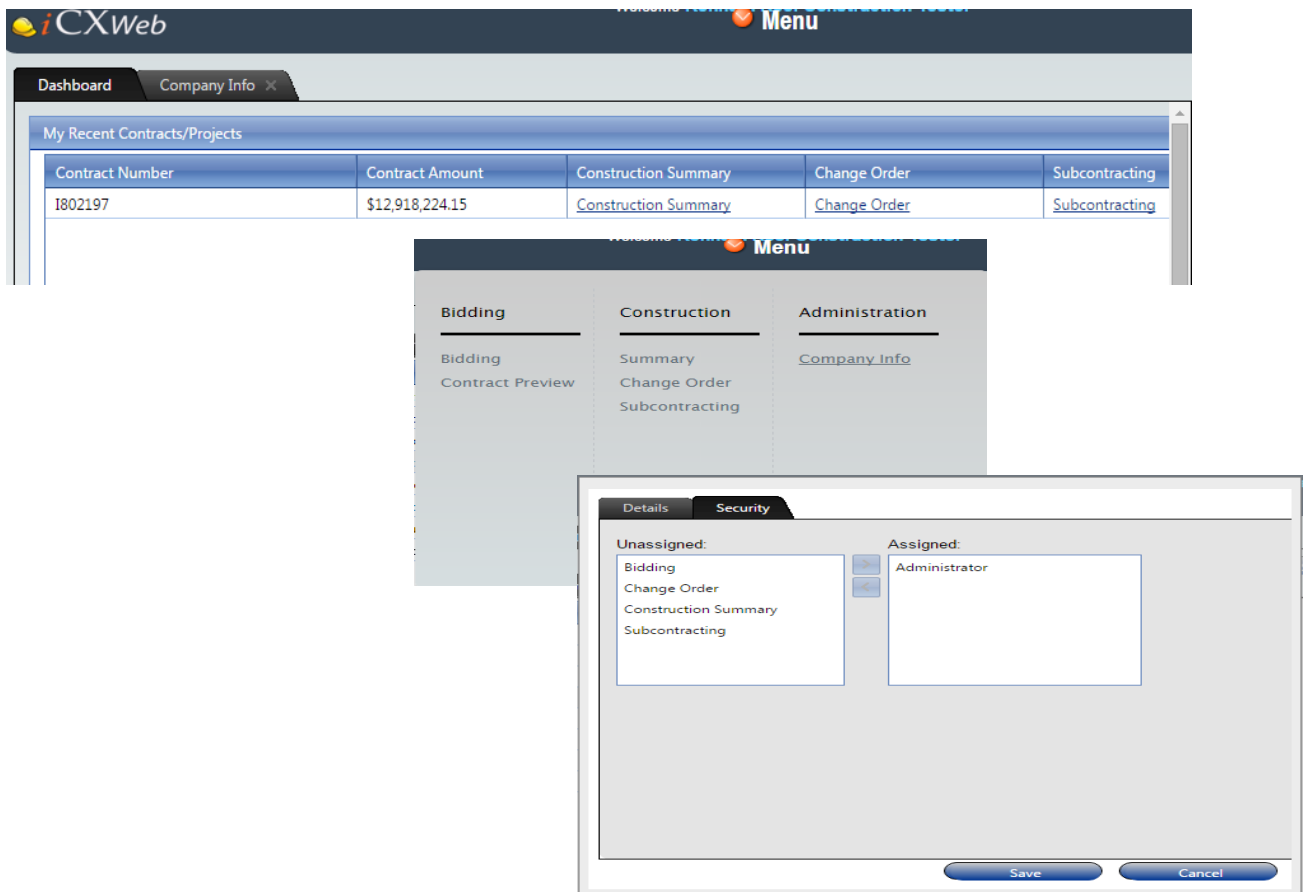 iCXWeb
Menu
Dashboard Company Info
My Recent Contracts/Projects
Contract Number Contract Amount Construction Summary Change Order Subcontracting
I802197 $12,918,224.15 Construction Summary Change Order Subcontracting
Menu
Bidding Construction Administration
Bidding Summary Company Info
Contract Preview Change Order
Subcontracting
Details Security
Unassigned: Assigned:
Bidding > Administrator
Change Order <
Construction Summary
Subcontracting
Save Cancel